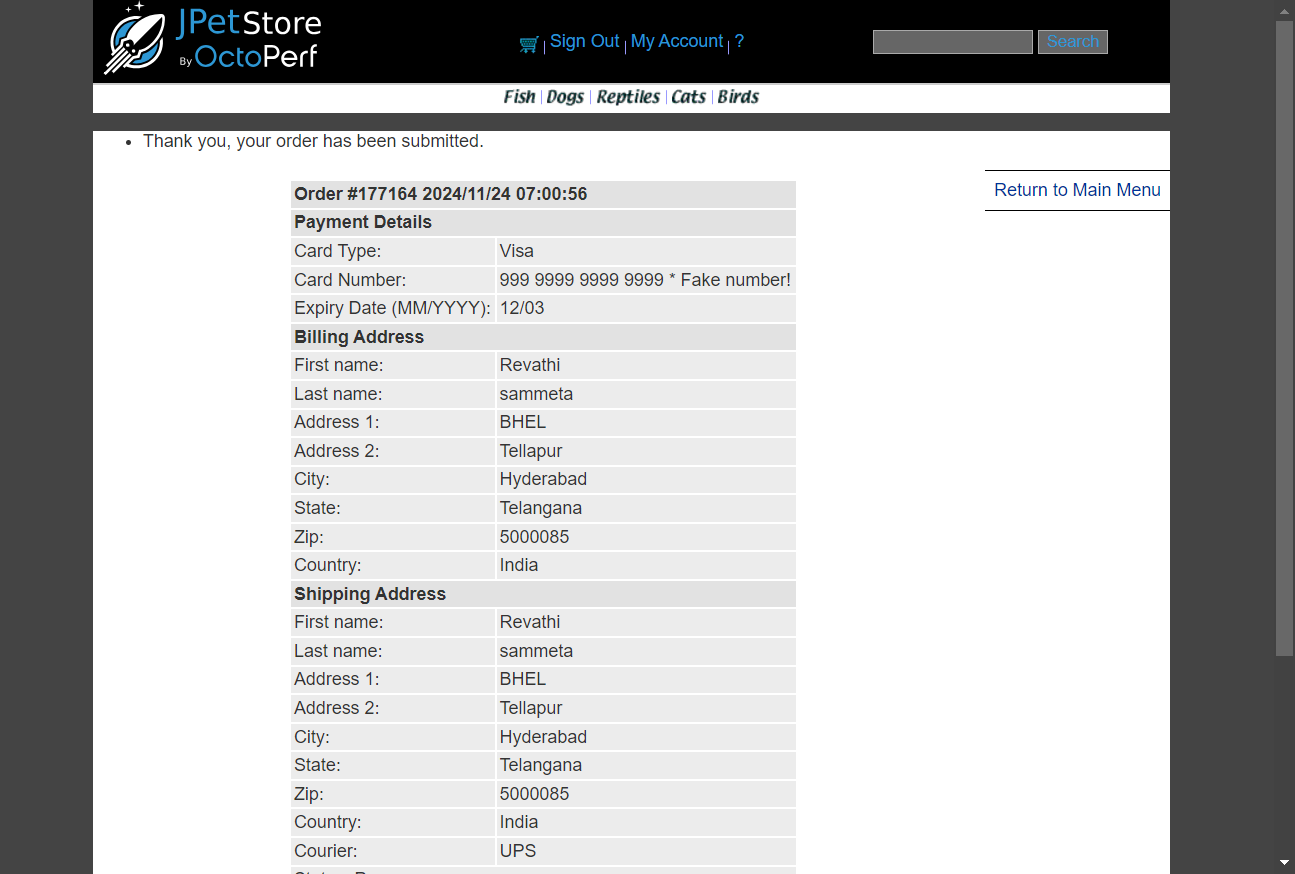 JPetStore
By OctoPerf
Sign Out | My Account | ?
Search
Fish | Dogs | Reptiles | Cats | Birds
• Thank you, your order has been submitted.
Return to Main Menu
Order #177164 2024/11/24 07:00:56
Payment Details
Card Type: Visa
Card Number: 999 9999 9999 9999 * Fake number!
Expiry Date (MM/YYYY): 12/03
Billing Address
First name: Revathi
Last name: sammeta
Address 1: BHEL
Address 2: Tellapur
City: Hyderabad
State: Telangana
Zip: 5000085
Country: India
Shipping Address
First name: Revathi
Last name: sammeta
Address 1: BHEL
Address 2: Tellapur
City: Hyderabad
State: Telangana
Zip: 5000085
Country: India
Courier: UPS